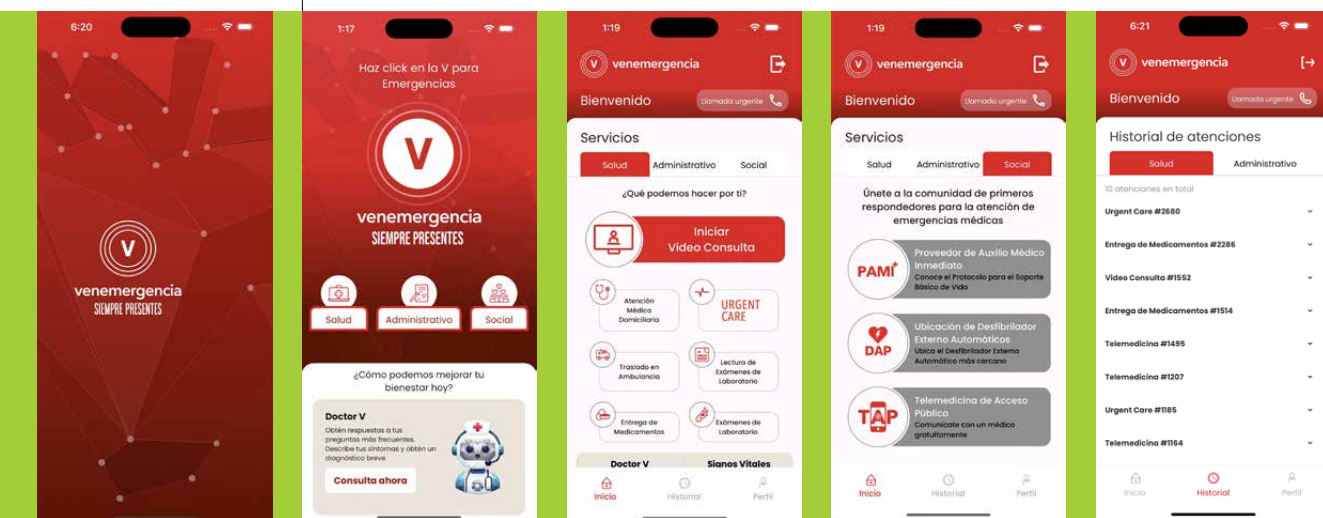 6:20
V
venemergencia
SIEMPRE PRESENTES
1:17
Haz click en la V para
Emergencias
V
venemergencia
SIEMPRE PRESENTES
Salud
Administrativo
Social
¿Cómo podemos mejorar tu
bienestar hoy?
Doctor V
Obtén respuestas a tus
preguntas más frecuentes.
Describe tus síntomas y obtén un
diagnóstico breve.
Consulta ahora
1:19
V venemergencia
Bienvenido
Llamada urgente
Servicios
Salud
Administrativo
Social
¿Qué podemos hacer por ti?
Iniciar
Video Consulta
Atención
Médica
Domiciliaria
URGENT
CARE
Traslado en
Ambulancia
Lectura de
Exámenes de
Laboratorio
Entrega de
Medicamentos
Exámenes de
Laboratorio
Doctor V
Signos Vitales
Inicio
Historial
Perfil
1:19
V venemergencia
Bienvenido
Llamada urgente
Servicios
Salud
Administrativo
Social
Únete a la comunidad de primeros
respondedores para la atención de
emergencias médicas
PAMI+
Proveedor de Auxilio Médico
Inmediato
Conoce el Protocolo para el Soporte
Básico de Vida
DAP
Ubicación de Desfibrilador
Externo Automáticos
Ubica el Desfibrilador Externo
Automático más cercano
TAP
Telemedicina de Acceso
Público
Comunícate con un médico
gratuitamente
Inicio
Historial
Perfil
6:21
V venemergencia
Bienvenido
Llamada urgente
Historial de atenciones
Salud
Administrativo
10 atenciones en total
Urgent Care #2680
Entrega de Medicamentos #2286
Video Consulta #1552
Entrega de Medicamentos #1514
Telemedicina #1495
Telemedicina #1207
Urgent Care #1185
Telemedicina #1164
Inicio
Historial
Perfil